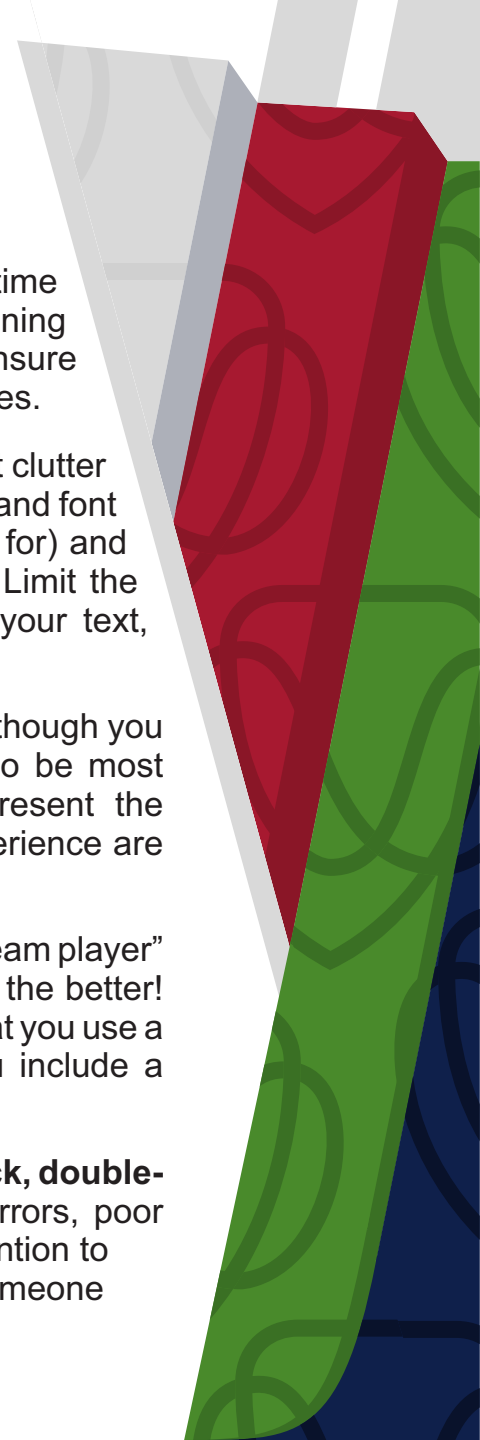 time
ning
nsure
es.
t clutter
and font
for) and
Limit the
your text,
though you
o be most
resent the
erience are
eam player”
the better!
at you use a
u include a
ck, double-
rrors, poor
ntion to
meone